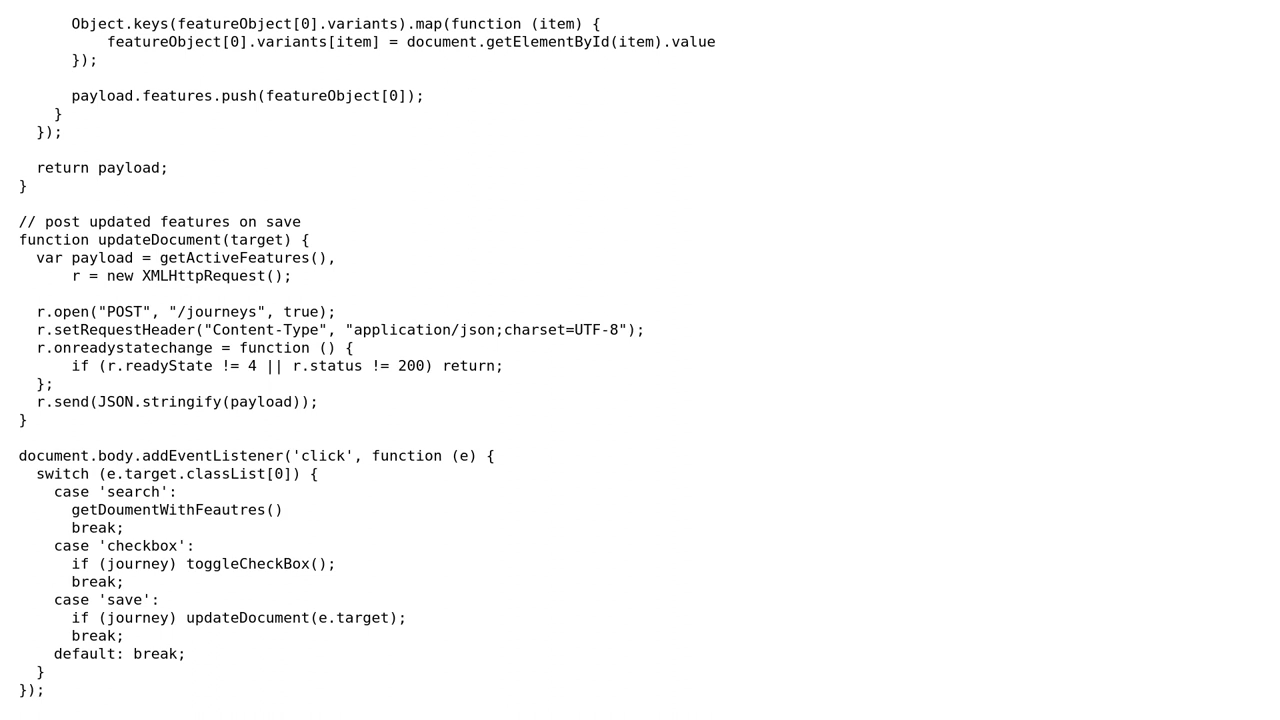 Object.keys(featureObject[0].variants).map(function (item) {
featureObject[0].variants[item] = document.getElementById(item).value
});
payload.features.push(featureObject[0]);
}
});
return payload;
}
// post updated features on save
function updateDocument(target) {
var payload = getActiveFeatures(),
r = new XMLHttpRequest();
r.open("POST", "/journeys", true);
r.setRequestHeader("Content-Type", "application/json;charset=UTF-8");
r.onreadystatechange = function () {
if (r.readyState != 4 || r.status != 200) return;
};
r.send(JSON.stringify(payload));
}
document.body.addEventListener('click', function (e) {
switch (e.target.classList[0]) {
case 'search':
getDoumentWithFeautres()
break;
case 'checkbox':
if (journey) toggleCheckBox();
break;
case 'save':
if (journey) updateDocument(e.target);
break;
default: break;
}
});